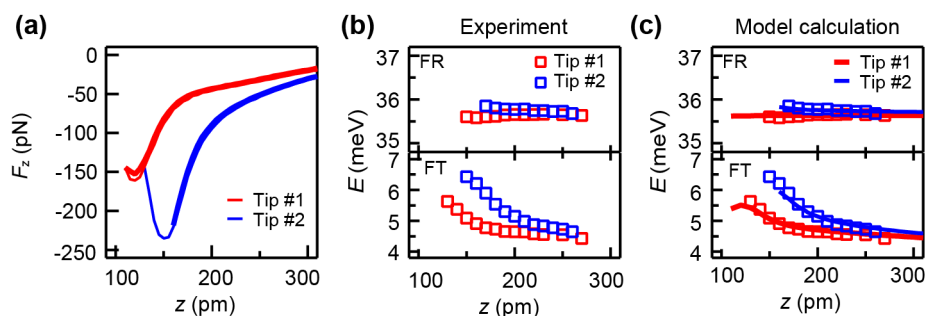 (a)
0
-50
-100
-150
-200
-250
F_z (pN)
Tip #1
Tip #2
100
200
300
z (pm)
(b)
Experiment
37
36
35
E (meV)
FR
Tip #1
Tip #2
7
6
5
4
E (meV)
FT
100
200
300
z (pm)
(c)
Model calculation
37
36
35
E (meV)
FR
Tip #1
Tip #2
7
6
5
4
E (meV)
FT
100
200
300
z (pm)